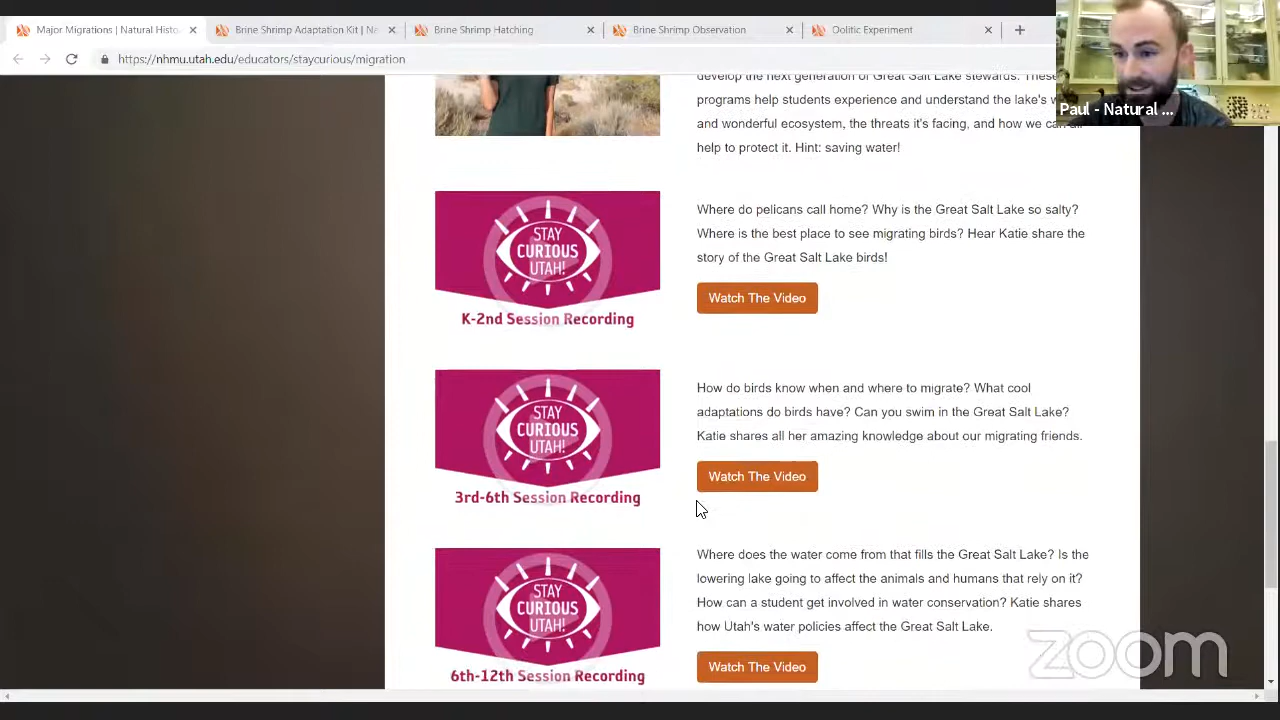 Major Migrations | Natural Histo
Brine Shrimp Adaptation Kit | Na
Brine Shrimp Hatching
Brine Shrimp Observation
Oolitic Experiment
https://nhmu.utah.edu/educators/staycurious/migration
Paul - Natural ...
develop the next generation of Great Salt Lake stewards. These
programs help students experience and understand the lake's
and wonderful ecosystem, the threats it's facing, and how we can all
help to protect it. Hint: saving water!
STAY
CURIOUS
UTAH!
K-2nd Session Recording
Where do pelicans call home? Why is the Great Salt Lake so salty?
Where is the best place to see migrating birds? Hear Katie share the
story of the Great Salt Lake birds!
Watch The Video
STAY
CURIOUS
UTAH!
3rd-6th Session Recording
How do birds know when and where to migrate? What cool
adaptations do birds have? Can you swim in the Great Salt Lake?
Katie shares all her amazing knowledge about our migrating friends.
Watch The Video
STAY
CURIOUS
UTAH!
6th-12th Session Recording
Where does the water come from that fills the Great Salt Lake? Is the
lowering lake going to affect the animals and humans that rely on it?
How can a student get involved in water conservation? Katie shares
how Utah's water policies affect the Great Salt Lake.
Watch The Video
zoom